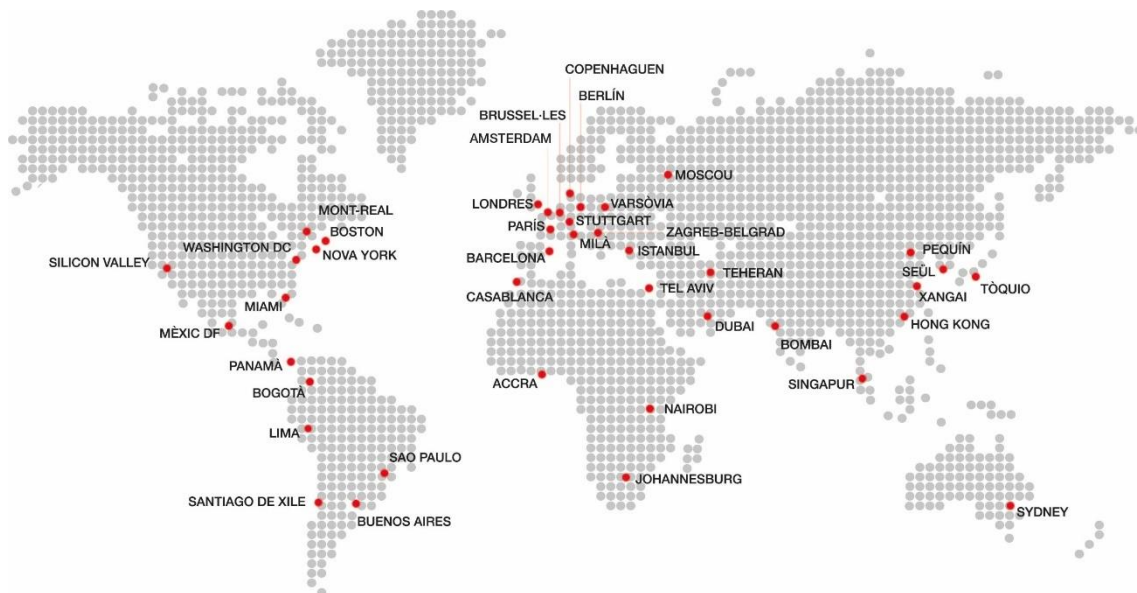 COPENHAGUEN
BERLÍN
BRUSSEL·LES
AMSTERDAM
MOSCOU
LONDRES
VARSÒVIA
MONT-REAL
STUTTGART
PARÍS
BOSTON
ZAGREB-BELGRAD
MILÀ
WASHINGTON DC
NOVA YORK
BARCELONA
ISTANBUL
PEQUÍN
SILICON VALLEY
TEHERAN
SEÜL
TEL AVIV
TÒQUIO
CASABLANCA
XANGAI
MIAMI
MÈXIC DF
DUBAI
HONG KONG
BOMBAI
PANAMÀ
ACCRA
SINGAPUR
BOGOTÀ
NAIROBI
LIMA
SAO PAULO
JOHANNESBURG
SANTIAGO DE XILE
SYDNEY
BUENOS AIRES